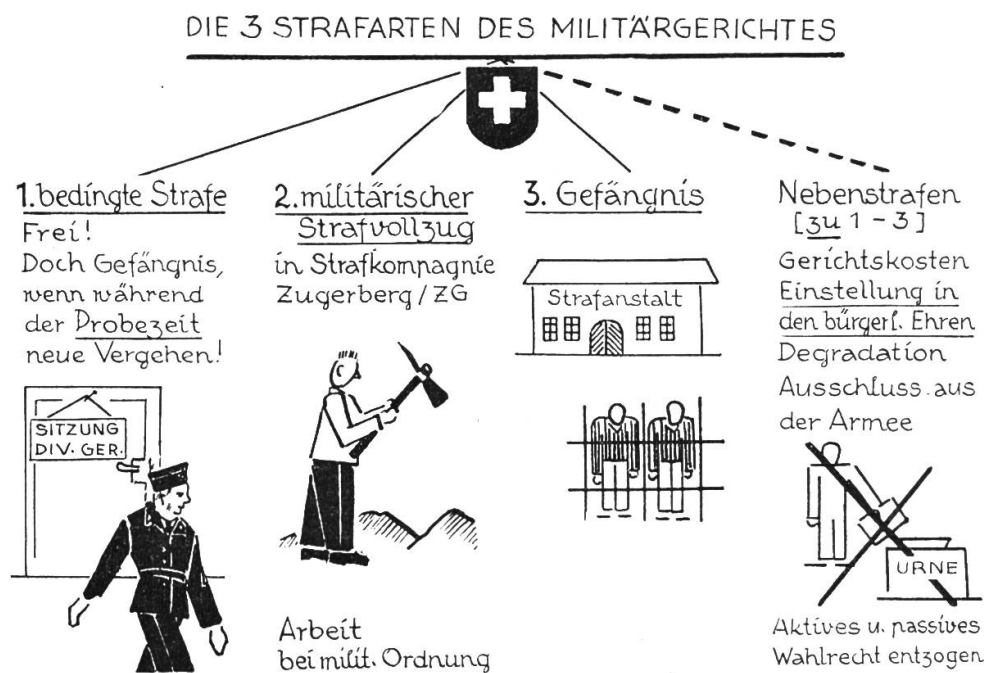 DIE 3 STRAFARTEN DES MILITÄRGERICHTES
1. bedingte Strafe
Frei!
Doch Gefängnis,
wenn während
der Probezeit
neue Vergehen!
SITZUNG
DIV. GER.
2. militärischer
Strafvollzug
in Strafkompagnie
Zugerberg / ZG
Arbeit
bei milit. Ordnung
3. Gefängnis
Strafanstalt
Nebenstrafen
[zu 1 - 3]
Gerichtskosten
Einstellung in
den bürgerl. Ehren
Degradation
Ausschluss aus
der Armee
URNE
Aktives u. passives
Wahlrecht entzogen